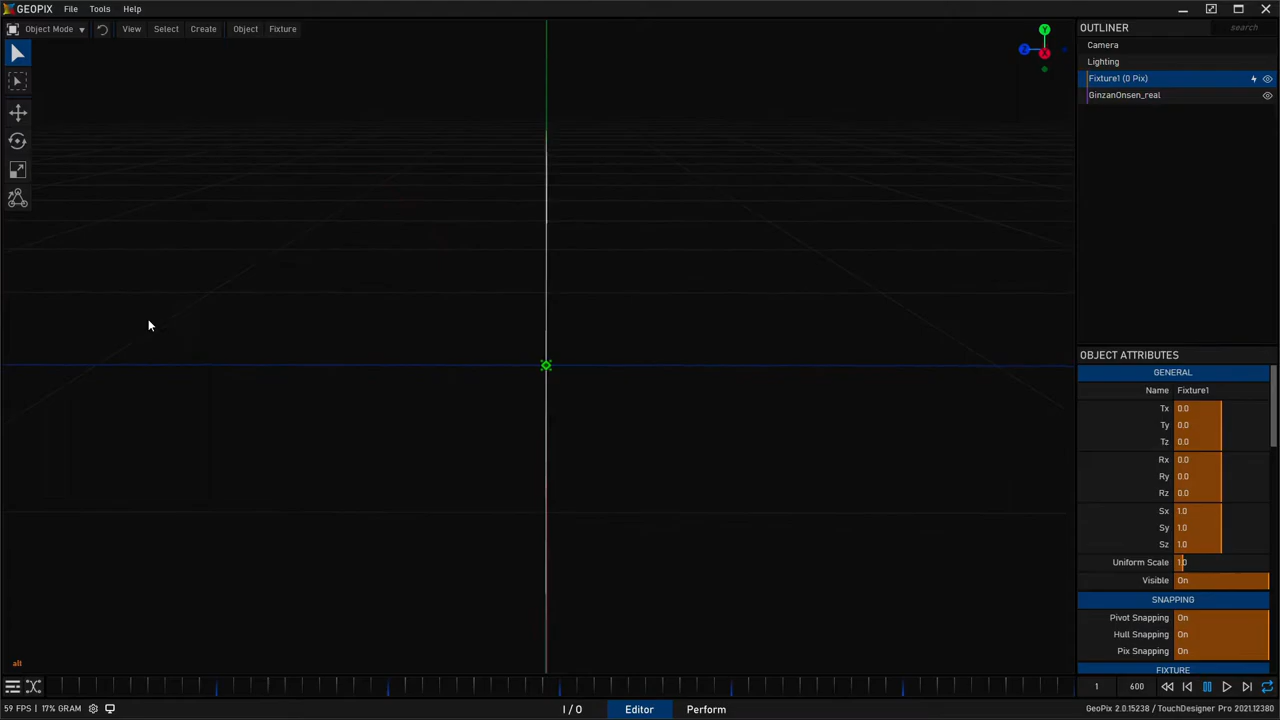 GEOPIX File Tools Help
Object Mode View Select Create Object Fixture
Y
Z
X
alt
OUTLINER search
Camera
Lighting
Fixture1 (0 Pix)
GinzanOnsen_real
OBJECT ATTRIBUTES
GENERAL
Name Fixture1
Tx 0.0
Ty 0.0
Tz 0.0
Rx 0.0
Ry 0.0
Rz 0.0
Sx 1.0
Sy 1.0
Sz 1.0
Uniform Scale 1.0
Visible On
SNAPPING
Pivot Snapping On
Hull Snapping On
Pix Snapping On
FIXTURE
1 600
59 FPS | 17% GRAM I / O Editor Perform GeoPix 2.0.15238 / TouchDesigner Pro 2021.12380